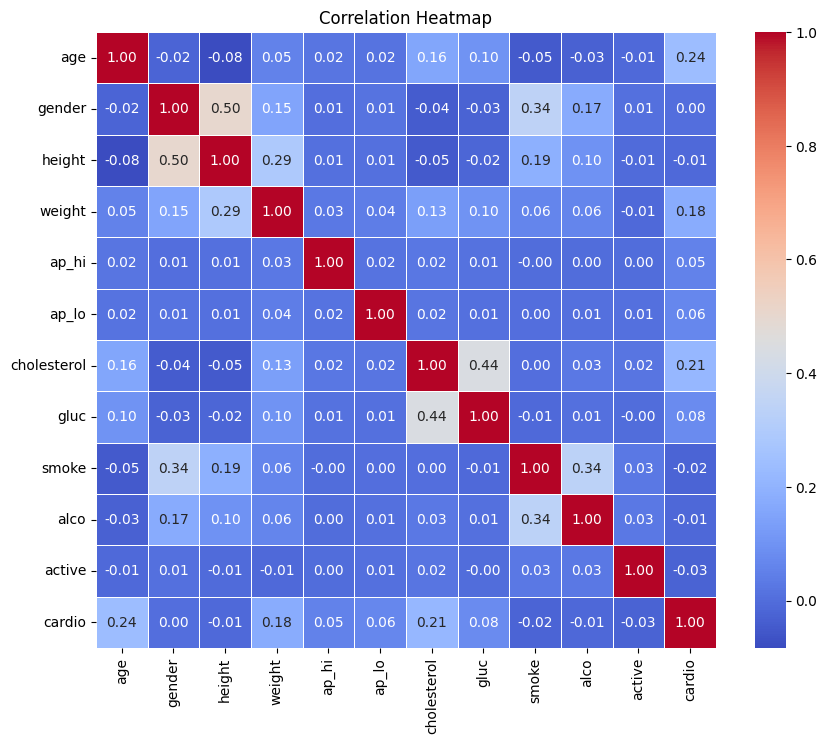 Correlation Heatmap
age 1.00 -0.02 -0.08 0.05 0.02 0.02 0.16 0.10 -0.05 -0.03 -0.01 0.24
gender -0.02 1.00 0.50 0.15 0.01 0.01 -0.04 -0.03 0.34 0.17 0.01 0.00
height -0.08 0.50 1.00 0.29 0.01 0.01 -0.05 -0.02 0.19 0.10 -0.01 -0.01
weight 0.05 0.15 0.29 1.00 0.03 0.04 0.13 0.10 0.06 0.06 -0.01 0.18
ap_hi 0.02 0.01 0.01 0.03 1.00 0.02 0.02 0.01 -0.00 0.00 0.00 0.05
ap_lo 0.02 0.01 0.01 0.04 0.02 1.00 0.02 0.01 0.00 0.01 0.01 0.06
cholesterol 0.16 -0.04 -0.05 0.13 0.02 0.02 1.00 0.44 0.00 0.03 0.02 0.21
gluc 0.10 -0.03 -0.02 0.10 0.01 0.01 0.44 1.00 -0.01 0.01 -0.00 0.08
smoke -0.05 0.34 0.19 0.06 -0.00 0.00 0.00 -0.01 1.00 0.34 0.03 -0.02
alco -0.03 0.17 0.10 0.06 0.00 0.01 0.03 0.01 0.34 1.00 0.03 -0.01
active -0.01 0.01 -0.01 -0.01 0.00 0.01 0.02 -0.00 0.03 0.03 1.00 -0.03
cardio 0.24 0.00 -0.01 0.18 0.05 0.06 0.21 0.08 -0.02 -0.01 -0.03 1.00
age gender height weight ap_hi ap_lo cholesterol gluc smoke alco active cardio
1.0
0.8
0.6
0.4
0.2
0.0